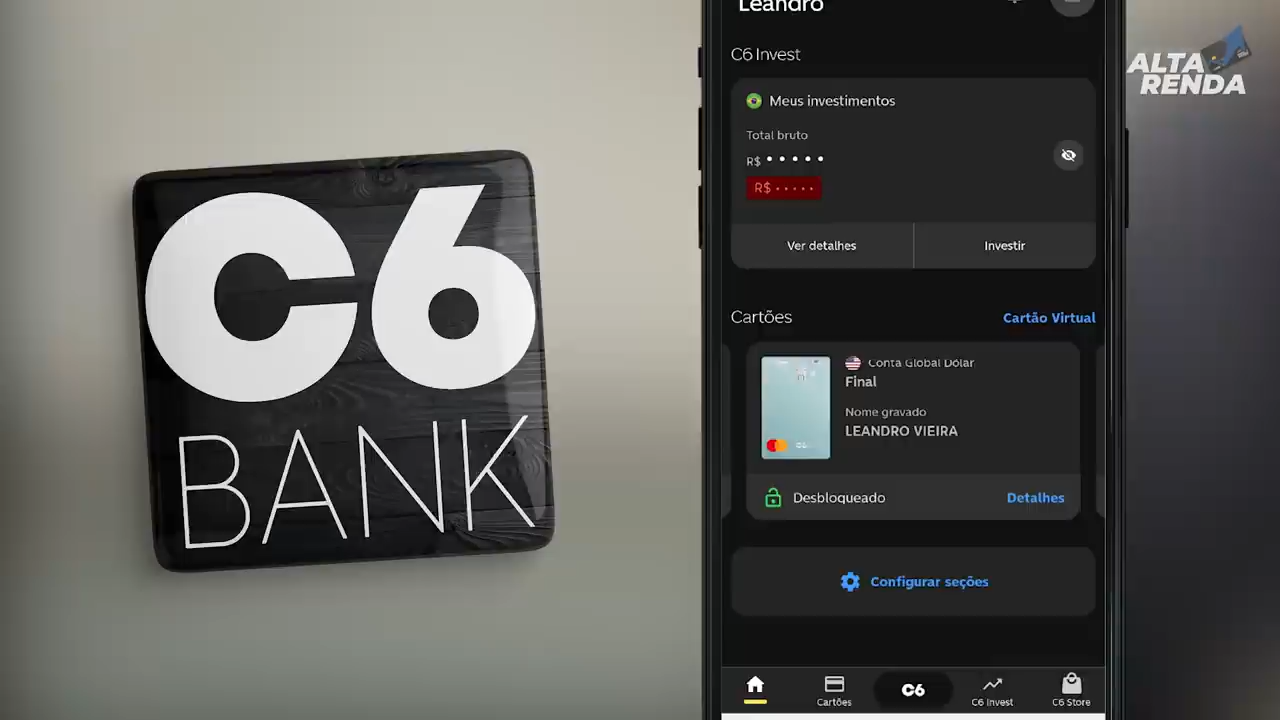 C6
BANK
Leandro
C6 Invest
Meus investimentos
Total bruto
R$ •••••
R$ •••••
Ver detalhes
Investir
Cartões
Cartão Virtual
Conta Global Dólar
Final
Nome gravado
LEANDRO VIEIRA
Desbloqueado
Detalhes
Configurar seções
Cartões
C6
C6 Invest
C6 Store
ALTA
RENDA